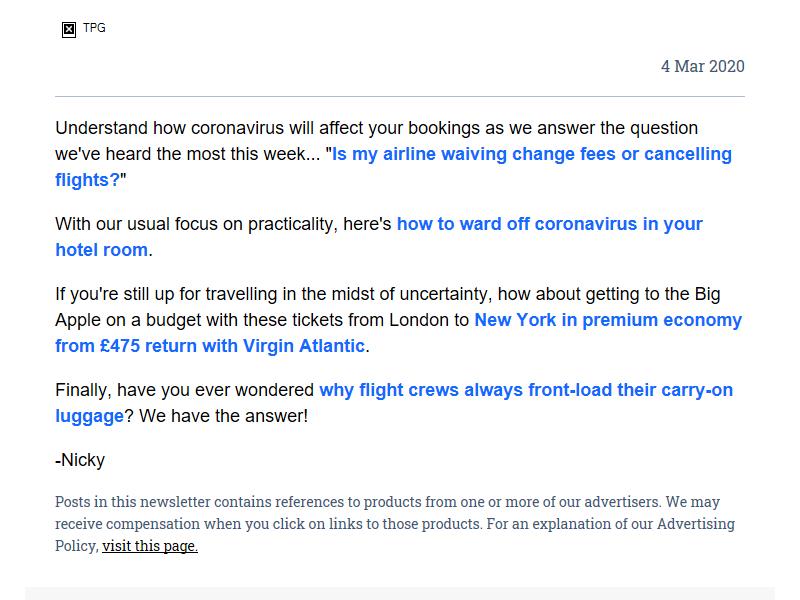 TPG
4 Mar 2020
Understand how coronavirus will affect your bookings as we answer the question
we've heard the most this week... "Is my airline waiving change fees or cancelling
flights?"
With our usual focus on practicality, here's how to ward off coronavirus in your
hotel room.
If you're still up for travelling in the midst of uncertainty, how about getting to the Big
Apple on a budget with these tickets from London to New York in premium economy
from £475 return with Virgin Atlantic.
Finally, have you ever wondered why flight crews always front-load their carry-on
luggage? We have the answer!
-Nicky
Posts in this newsletter contains references to products from one or more of our advertisers. We may
receive compensation when you click on links to those products. For an explanation of our Advertising
Policy, visit this page.